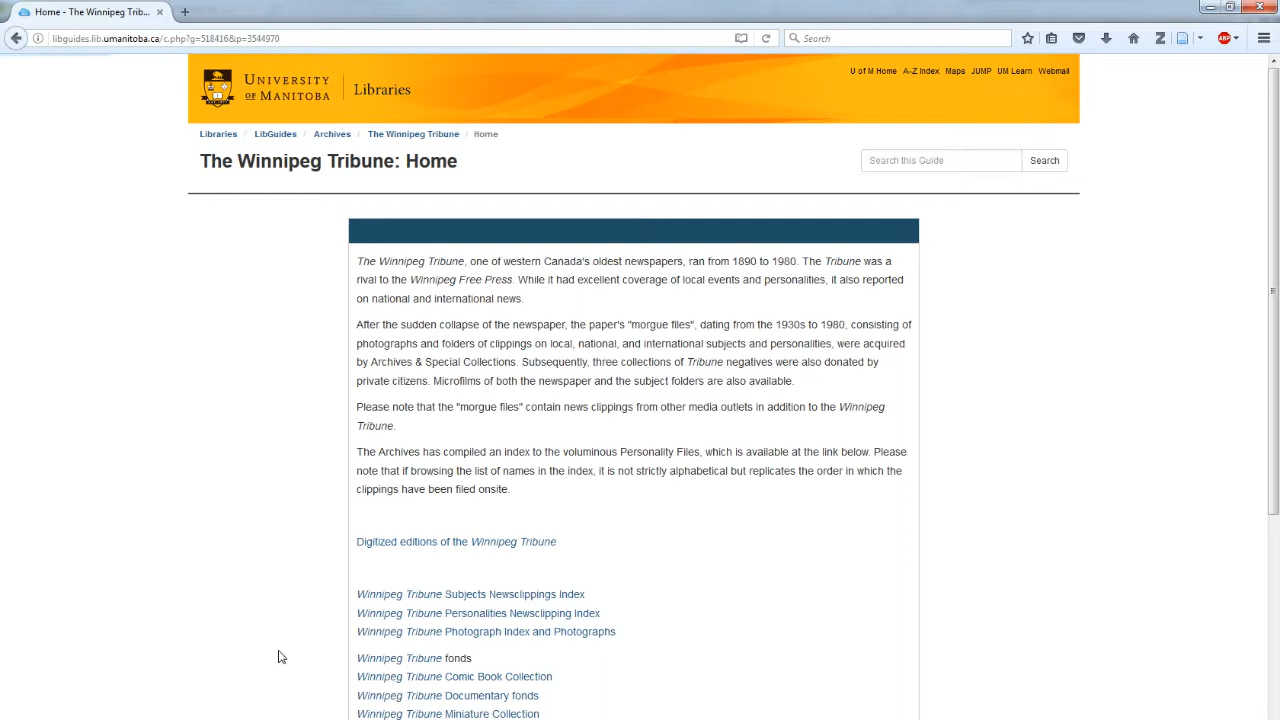 Home - The Winnipeg Trib...
libguides.lib.umanitoba.ca/c.php?g=518416&p=3544970
Search
ABP
UNIVERSITY
OF MANITOBA
Libraries
U of M Home A-Z Index Maps JUMP UM Learn Webmail
Libraries / LibGuides / Archives / The Winnipeg Tribune / Home
The Winnipeg Tribune: Home
Search this Guide Search
The Winnipeg Tribune, one of western Canada's oldest newspapers, ran from 1890 to 1980. The Tribune was a
rival to the Winnipeg Free Press. While it had excellent coverage of local events and personalities, it also reported
on national and international news.
After the sudden collapse of the newspaper, the paper's "morgue files", dating from the 1930s to 1980, consisting of
photographs and folders of clippings on local, national, and international subjects and personalities, were acquired
by Archives & Special Collections. Subsequently, three collections of Tribune negatives were also donated by
private citizens. Microfilms of both the newspaper and the subject folders are also available.
Please note that the "morgue files" contain news clippings from other media outlets in addition to the Winnipeg
Tribune.
The Archives has compiled an index to the voluminous Personality Files, which is available at the link below. Please
note that if browsing the list of names in the index, it is not strictly alphabetical but replicates the order in which the
clippings have been filed onsite.
Digitized editions of the Winnipeg Tribune
Winnipeg Tribune Subjects Newsclippings Index
Winnipeg Tribune Personalities Newsclipping Index
Winnipeg Tribune Photograph Index and Photographs
Winnipeg Tribune fonds
Winnipeg Tribune Comic Book Collection
Winnipeg Tribune Documentary fonds
Winnipeg Tribune Miniature Collection